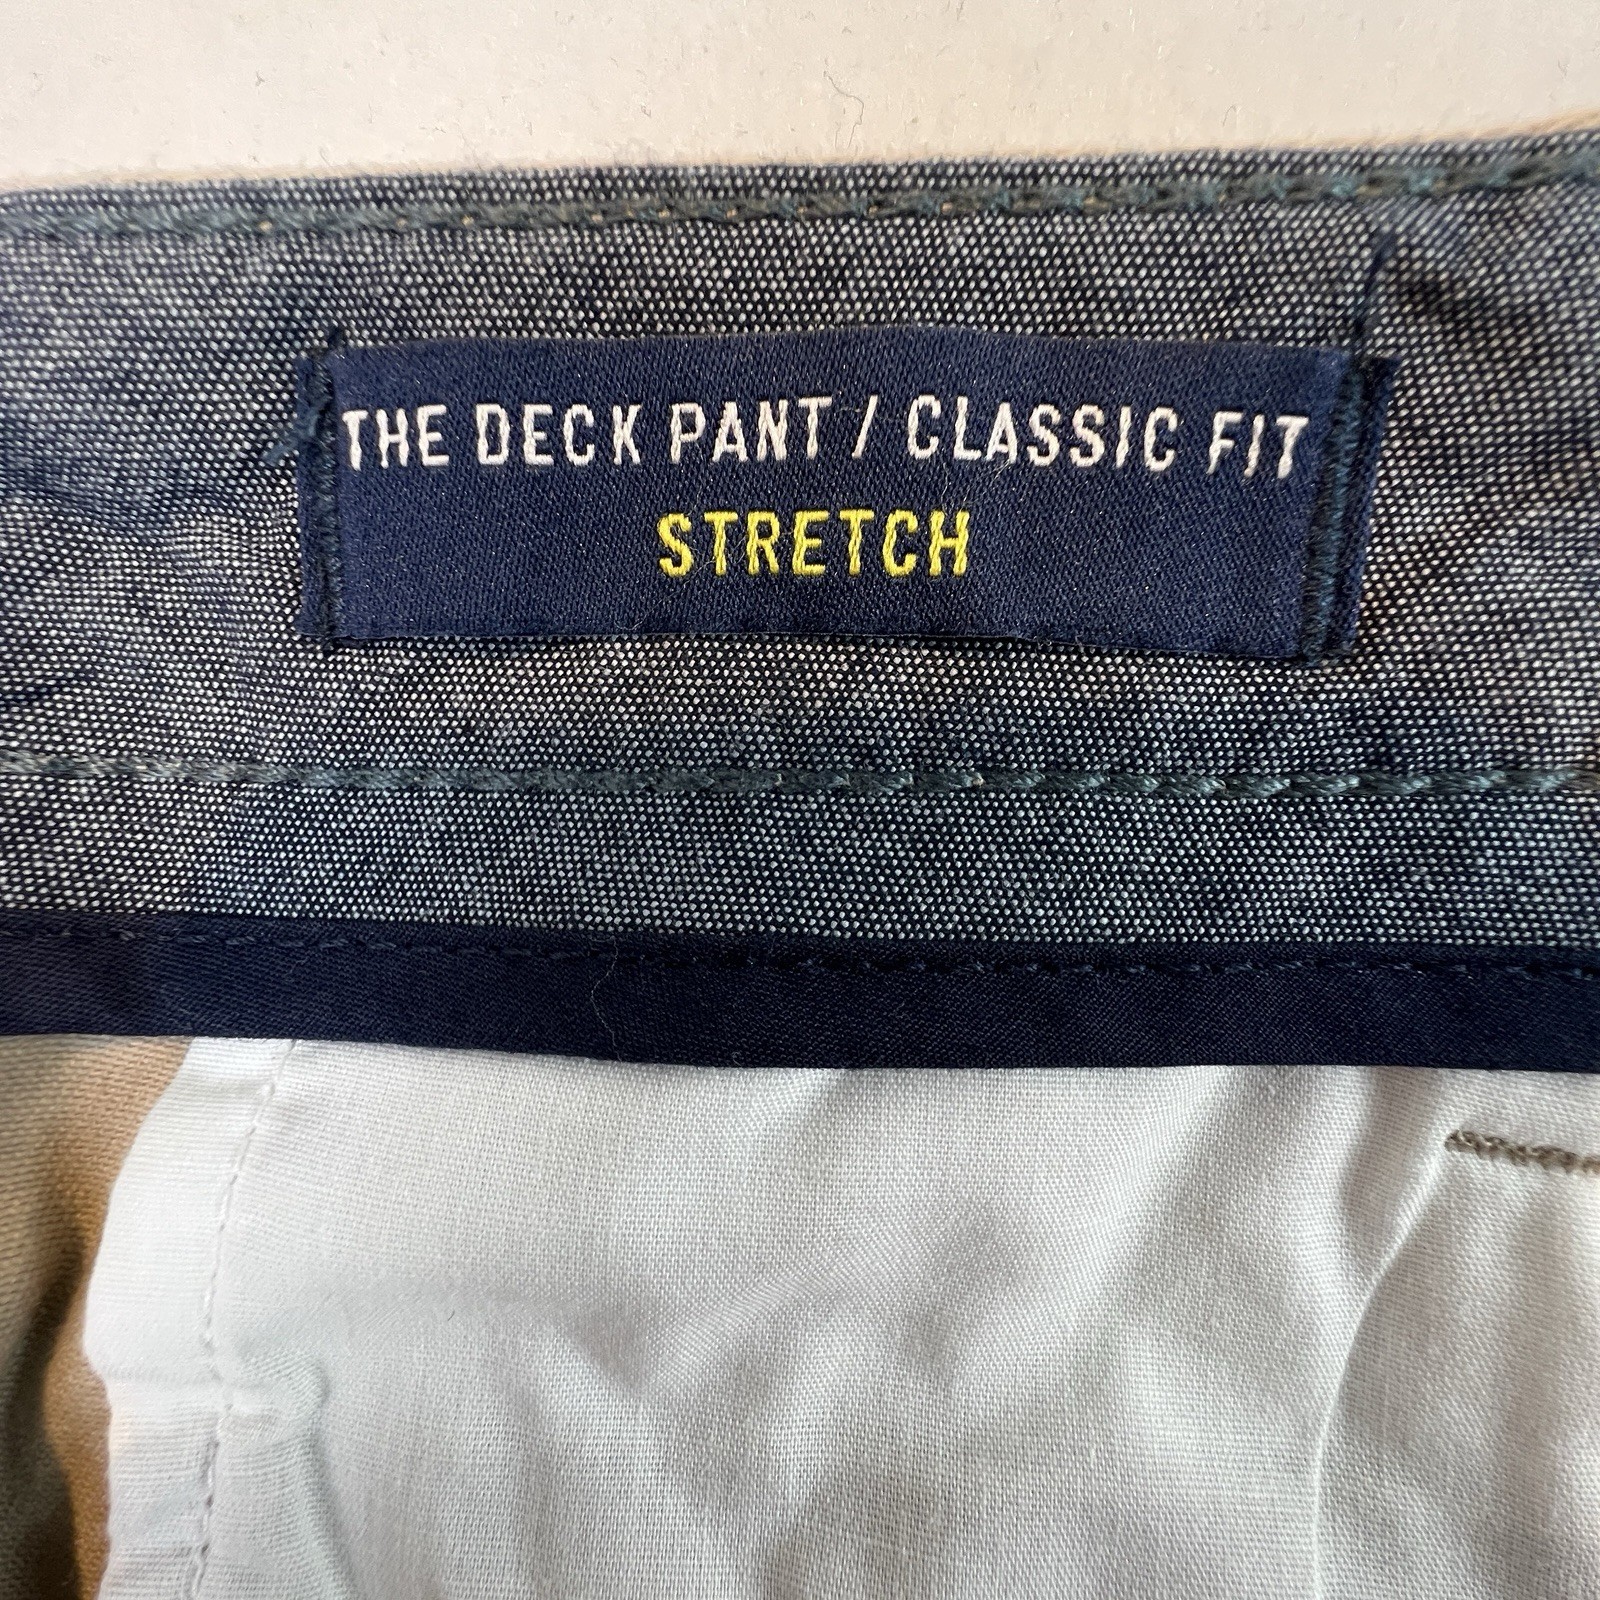 THE DECK PANT / CLASSIC FIT
STRETCH